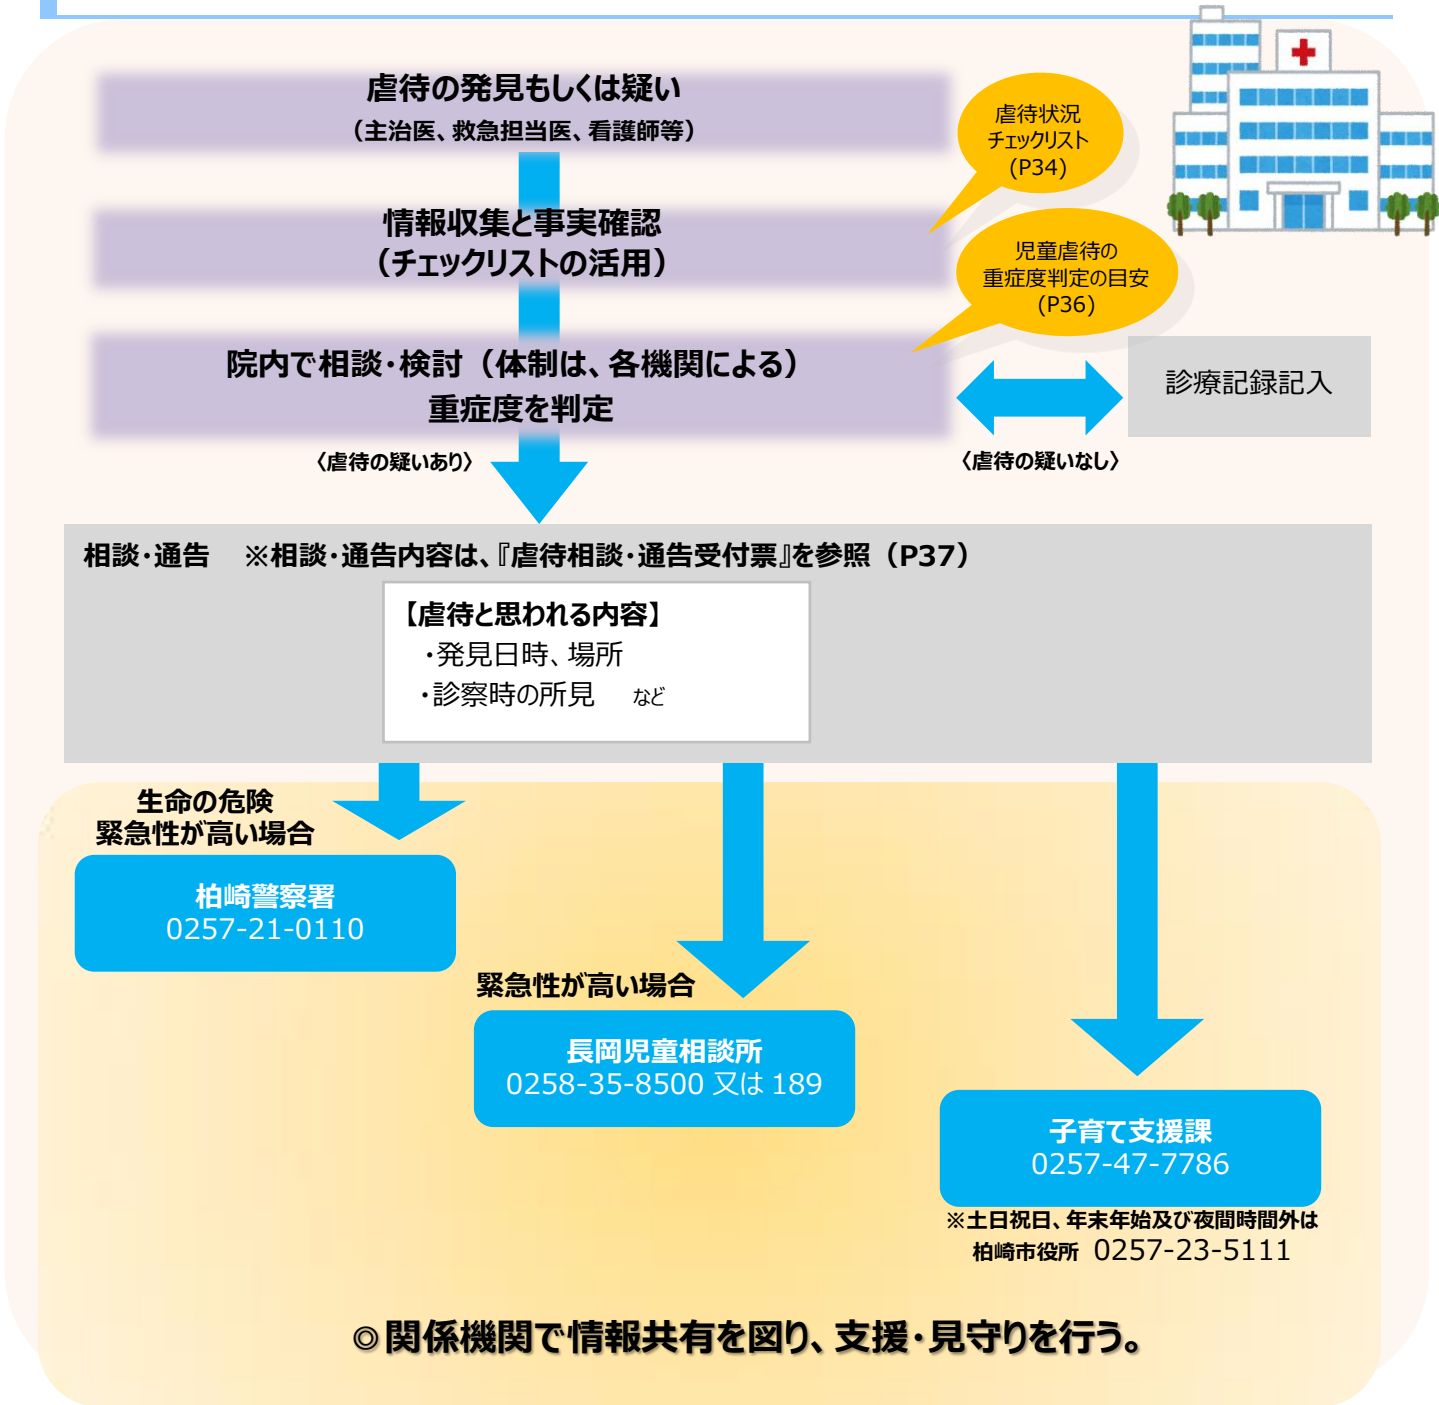 虐待の発見もしくは疑い
（主治医、救急担当医、看護師等）
虐待状況
チェックリスト
(P34)
情報収集と事実確認
（チェックリストの活用）
児童虐待の
重症度判定の目安
(P36)
院内で相談・検討（体制は、各機関による）
重症度を判定
診療記録記入
〈虐待の疑いあり〉
〈虐待の疑いなし〉
相談・通告　※相談・通告内容は、『虐待相談・通告受付票』を参照（P37）
【虐待と思われる内容】
・発見日時、場所
・診察時の所見　など
生命の危険
緊急性が高い場合
柏崎警察署
0257-21-0110
緊急性が高い場合
長岡児童相談所
0258-35-8500 又は 189
子育て支援課
0257-47-7786
※土日祝日、年末年始及び夜間時間外は
柏崎市役所 0257-23-5111
◎関係機関で情報共有を図り、支援・見守りを行う。